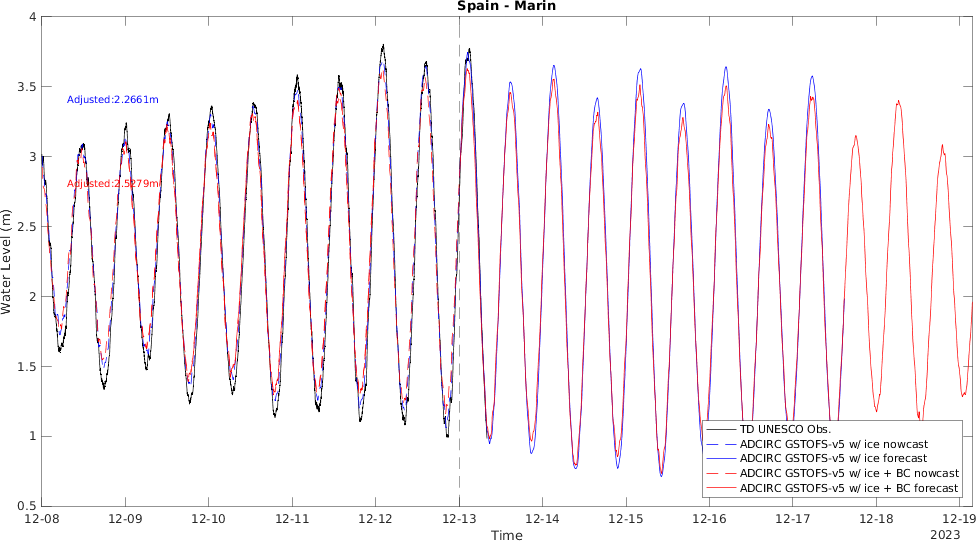 Spain - Marin
4
3.5
3
2.5
2
1.5
1
0.5
Water Level (m)
Adjusted:2.2661m
Adjusted:2.5279m
TD UNESCO Obs.
ADCIRC GSTOFS-v5 w/ ice nowcast
ADCIRC GSTOFS-v5 w/ ice forecast
ADCIRC GSTOFS-v5 w/ ice + BC nowcast
ADCIRC GSTOFS-v5 w/ ice + BC forecast
12-08 12-09 12-10 12-11 12-12 12-13 12-14 12-15 12-16 12-17 12-18 12-19
Time
2023